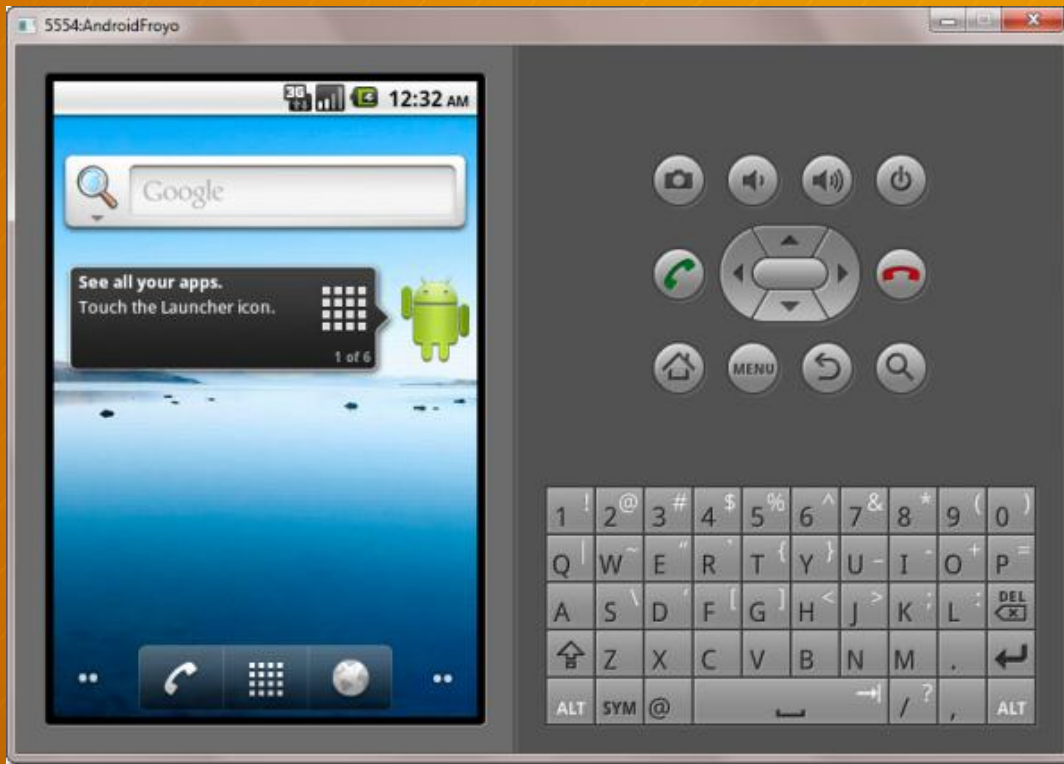 5554:AndroidFroyo
3G
12:32 AM
Google
See all your apps.
Touch the Launcher icon.
1 of 6
MENU
1 ! 2 @ 3 # 4 $ 5 % 6 ^ 7 & 8 * 9 ( 0 )
Q | W ~ E " R ` T { Y } U _ I - O + P =
A S \ D ' F [ G ] H < J > K ; L : DEL
Z X C V B N M .
ALT SYM @ / ? , ALT